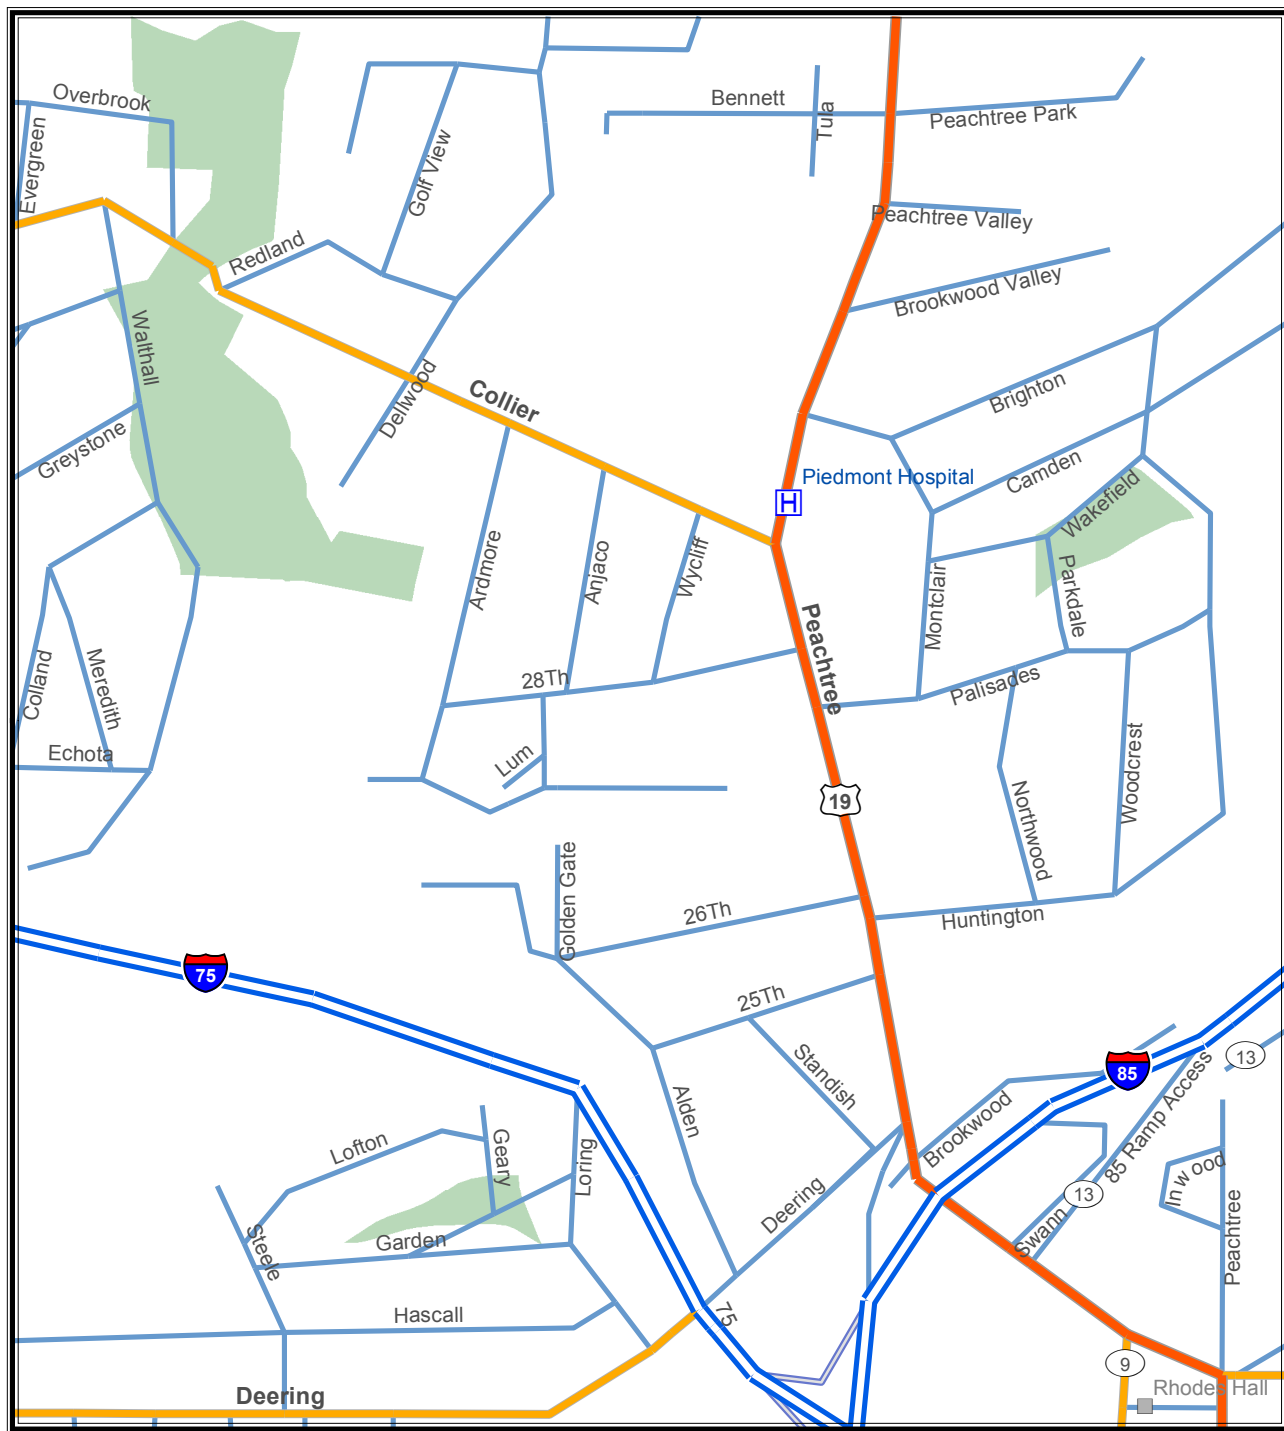 Overbrook
Bennett
Tula
Peachtree Park
Evergreen
Golf View
Peachtree Valley
Redland
Brookwood Valley
Walthall
Dellwood
Collier
Brighton
Greystone
Piedmont Hospital
H
Camden
Wakefield
Ardmore
Anjaco
Wycliff
Montclair
Parkdale
Peachtree
Colland
Meredith
28Th
Palisades
Echota
Lum
19
Northwood
Woodcrest
Golden Gate
26Th
Huntington
75
25Th
Standish
85
13
Alden
Brookwood
85 Ramp Access
Lofton
Geary
Loring
Inwood
13
Deering
Swann
Peachtree
Steele
Garden
Hascall
75
9
Deering
Rhodes Hall